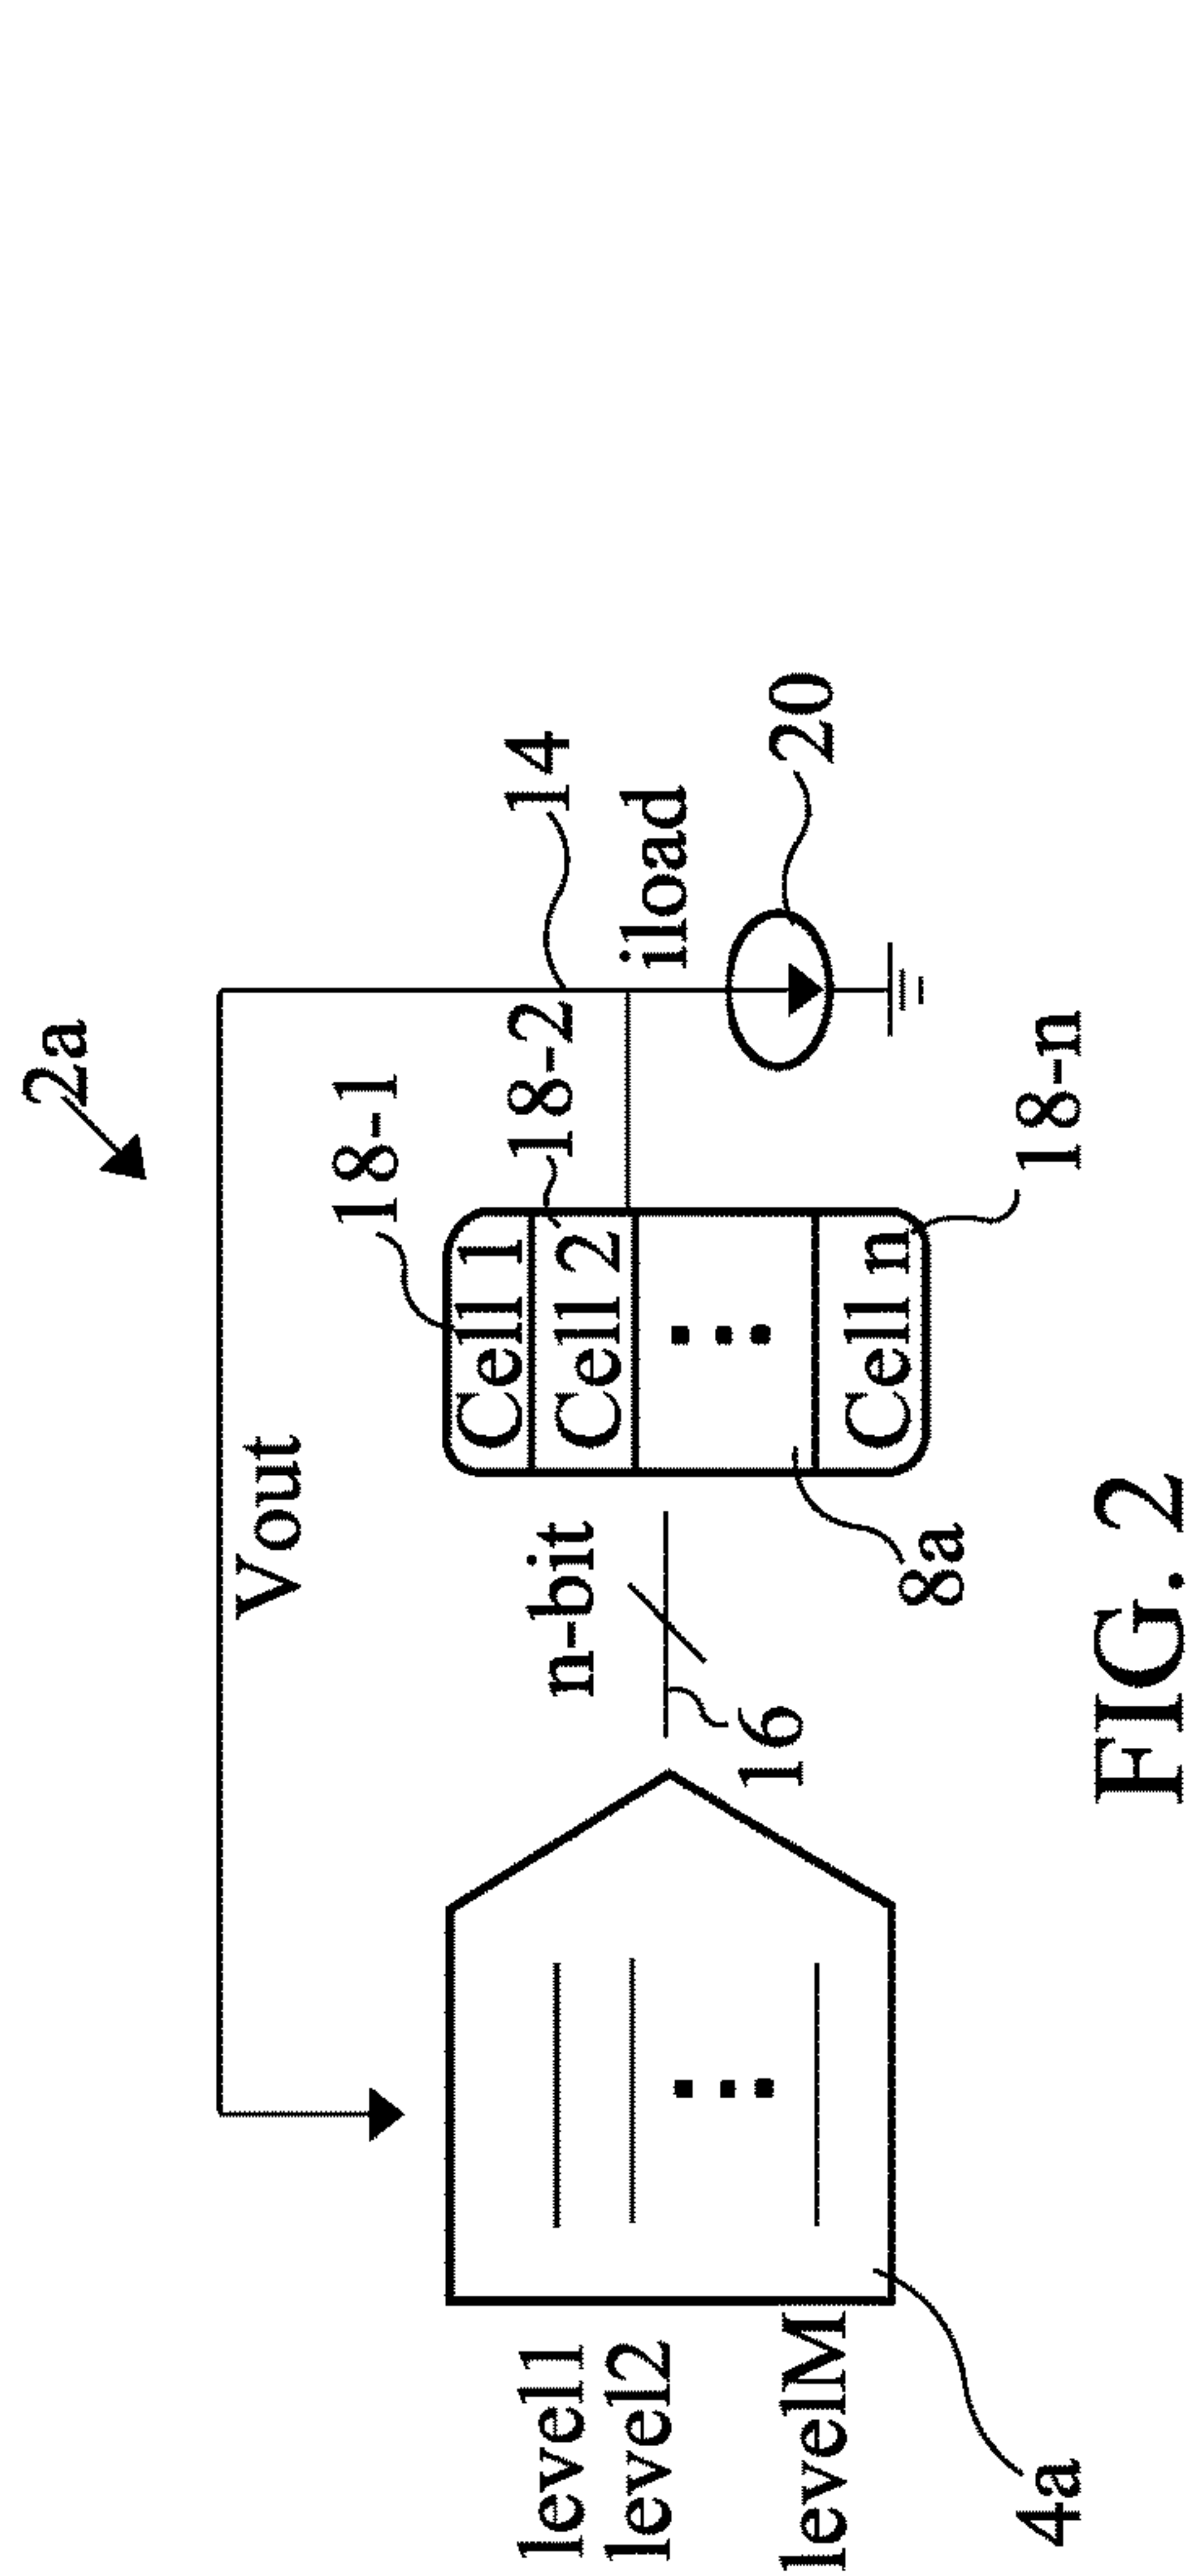 2a
Vout
18-1
14
18-2
n-bit
iload
level1
level2
levelM
Cell 1
Cell 2
Cell n
16
20
8a
18-n
4a
FIG. 2